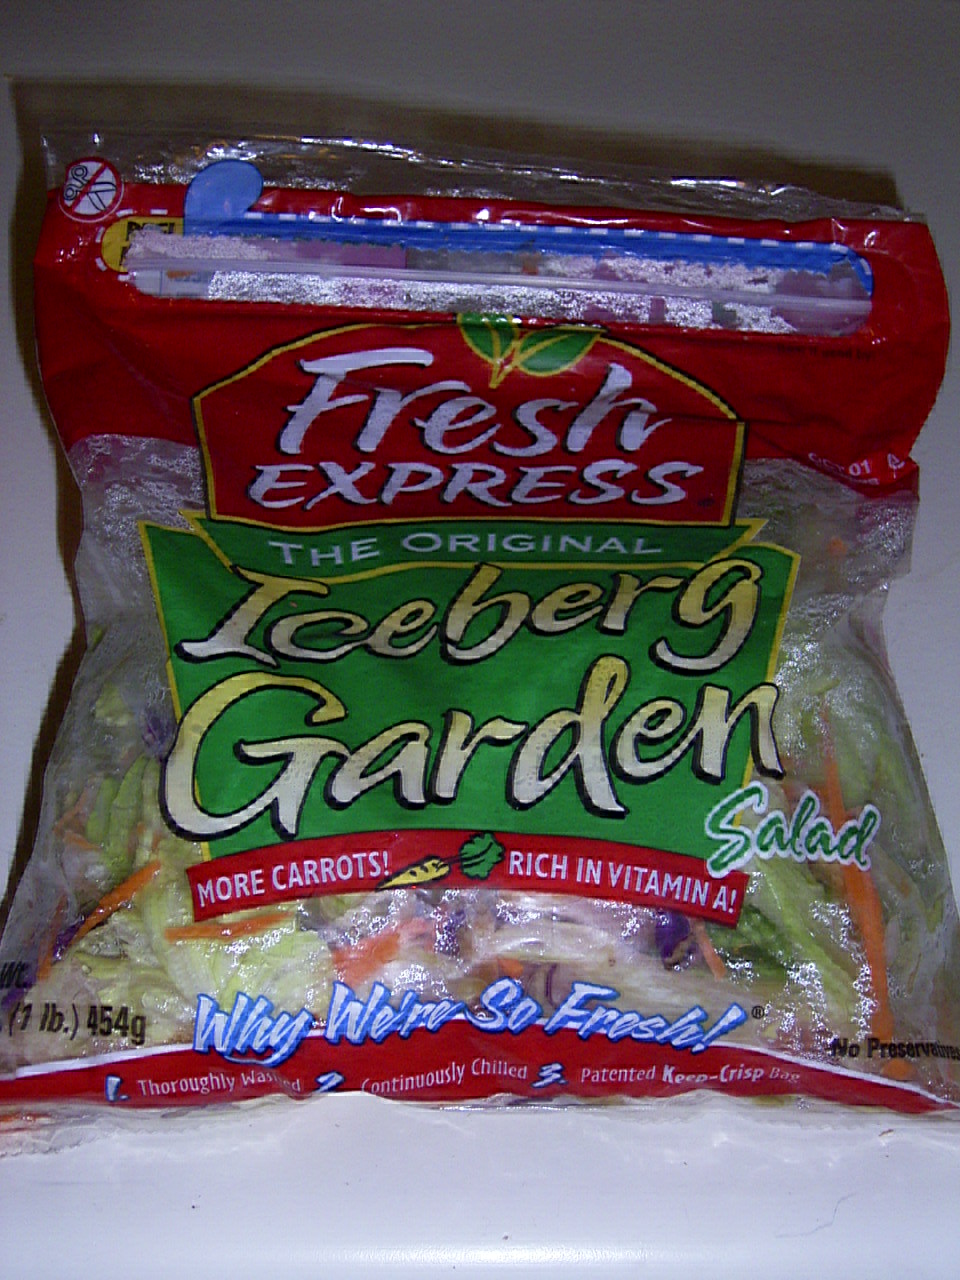 Fresh
EXPRESS
THE ORIGINAL
Iceberg
Garden
Salad
MORE CARROTS! RICH IN VITAMIN A!
WT.
(1 lb.) 454g
Why We're So Fresh!®
No Preservatives
1. Thoroughly Washed 2. Continuously Chilled 3. Patented Keep-Crisp Bag